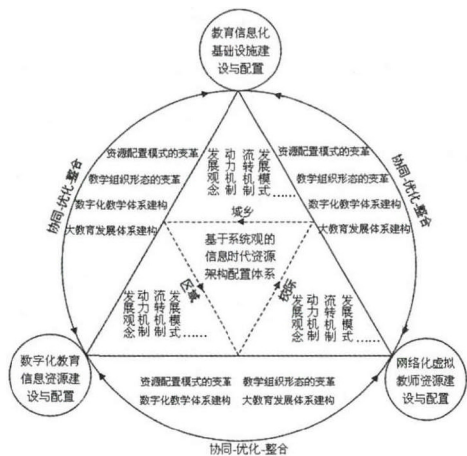 教育信息化
基础设施建
设与配置
协同-优化-整合
协同-优化-整合
资源配置模式的变革
教学组织形态的变革
数字化教学体系建构
大教育发展体系建构
发展观念
动力机制
流转机制
发展模式
……
资源配置模式的变革
教学组织形态的变革
数字化教学体系建构
大教育发展体系建构
城乡
基于系统观的
信息时代资源
架构配置体系
区域
校际
发展观念
动力机制
流转机制
发展模式
……
发展观念
动力机制
流转机制
发展模式
……
数字化教育
信息资源建
设与配置
网络化虚拟
教师资源建
设与配置
资源配置模式的变革 教学组织形态的变革
数字化教学体系建构 大教育发展体系建构
协同-优化-整合